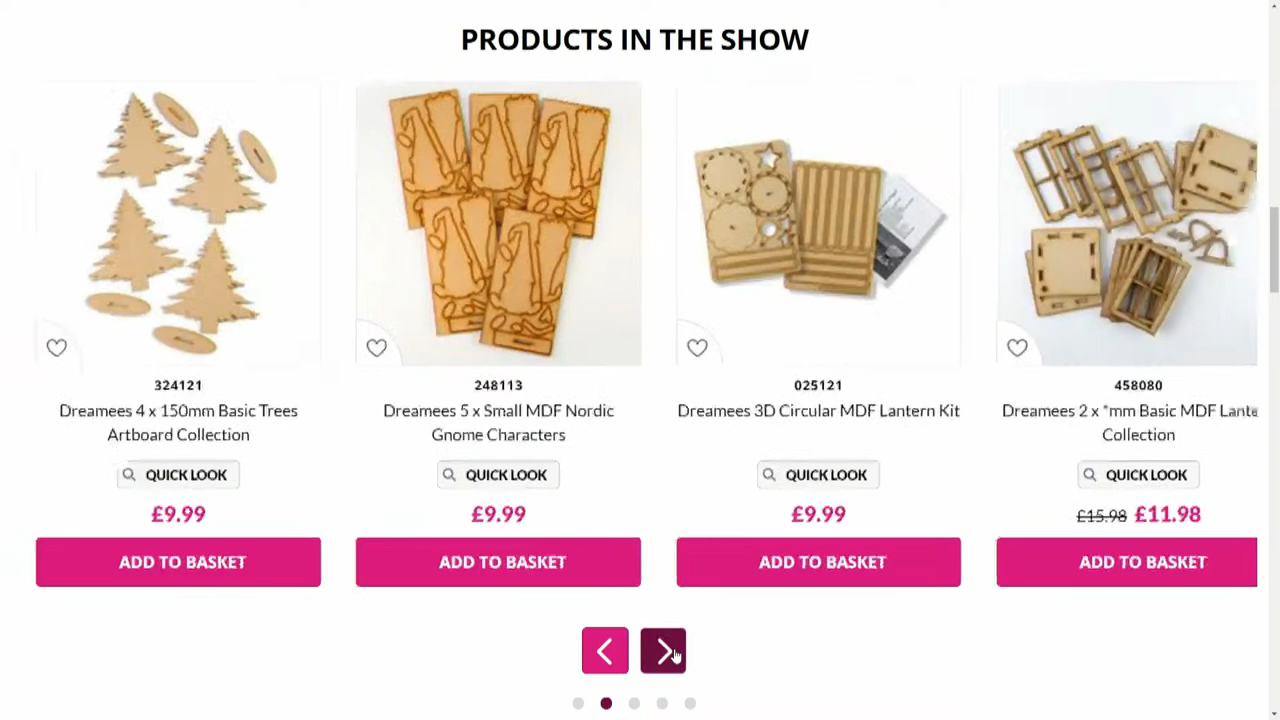 PRODUCTS IN THE SHOW
324121
Dreamees 4 x 150mm Basic Trees
Artboard Collection
QUICK LOOK
£9.99
ADD TO BASKET
248113
Dreamees 5 x Small MDF Nordic
Gnome Characters
QUICK LOOK
£9.99
ADD TO BASKET
025121
Dreamees 3D Circular MDF Lantern Kit
QUICK LOOK
£9.99
ADD TO BASKET
458080
Dreamees 2 x *mm Basic MDF Lante
Collection
QUICK LOOK
£15.98 £11.98
ADD TO BASKET